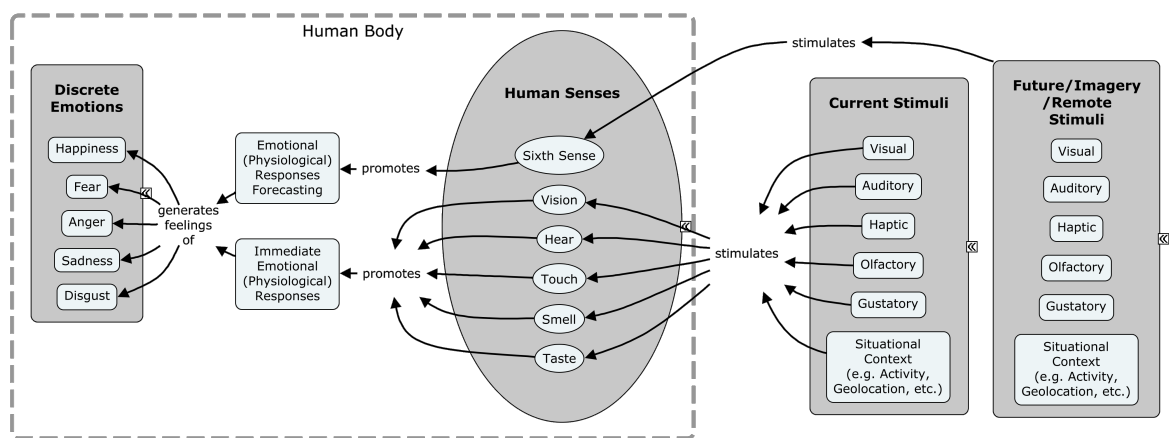 Human Body
Discrete
Emotions
Happiness
Fear
Anger
Sadness
Disgust
generates
feelings
of
Emotional
(Physiological)
Responses
Forecasting
Immediate
Emotional
(Physiological)
Responses
promotes
promotes
Human Senses
Sixth Sense
Vision
Hear
Touch
Smell
Taste
stimulates
stimulates
Current Stimuli
Visual
Auditory
Haptic
Olfactory
Gustatory
Situational
Context
(e.g. Activity,
Geolocation, etc.)
Future/Imagery
/Remote
Stimuli
Visual
Auditory
Haptic
Olfactory
Gustatory
Situational
Context
(e.g. Activity,
Geolocation, etc.)